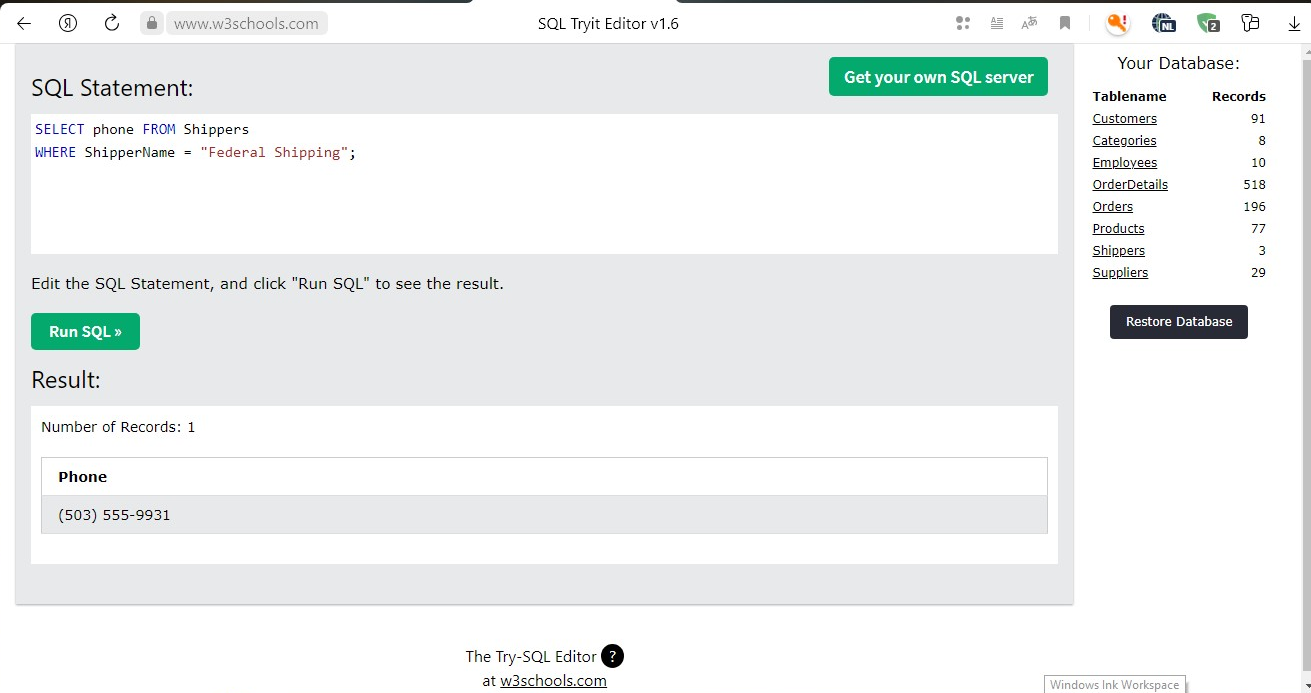 www.w3schools.com
SQL Tryit Editor v1.6
NL
2
SQL Statement:
Get your own SQL server
SELECT phone FROM Shippers
WHERE ShipperName = "Federal Shipping";
Edit the SQL Statement, and click "Run SQL" to see the result.
Run SQL »
Result:
Number of Records: 1
Phone
(503) 555-9931
The Try-SQL Editor ?
at w3schools.com
Your Database:
Tablename Records
Customers 91
Categories 8
Employees 10
OrderDetails 518
Orders 196
Products 77
Shippers 3
Suppliers 29
Restore Database
Windows Ink Workspace